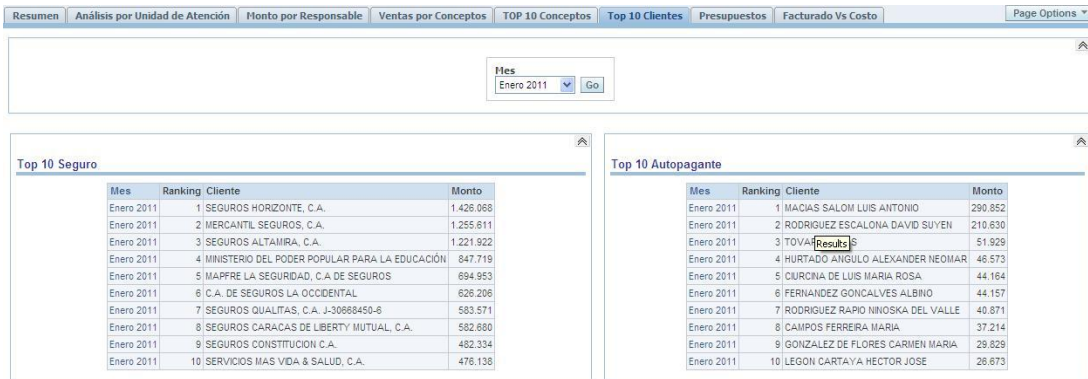 Resumen Análisis por Unidad de Atención Monto por Responsable Ventas por Conceptos TOP 10 Conceptos Top 10 Clientes Presupuestos Facturado Vs Costo Page Options
Mes
Enero 2011 Go
Top 10 Seguro
Mes Ranking Cliente Monto
Enero 2011 1 SEGUROS HORIZONTE, C.A. 1.426.068
Enero 2011 2 MERCANTIL SEGUROS, C.A. 1.255.611
Enero 2011 3 SEGUROS ALTAMIRA, C.A. 1.221.922
Enero 2011 4 MINISTERIO DEL PODER POPULAR PARA LA EDUCACIÓN 847.719
Enero 2011 5 MAPFRE LA SEGURIDAD, C.A DE SEGUROS 694.953
Enero 2011 6 C.A. DE SEGUROS LA OCCIDENTAL 626.206
Enero 2011 7 SEGUROS QUALITAS, C.A. J-30668450-6 583.571
Enero 2011 8 SEGUROS CARACAS DE LIBERTY MUTUAL, C.A. 582.680
Enero 2011 9 SEGUROS CONSTITUCION C.A. 482.334
Enero 2011 10 SERVICIOS MAS VIDA & SALUD, C.A. 476.138
Top 10 Autopagante
Mes Ranking Cliente Monto
Enero 2011 1 MACIAS SALOM LUIS ANTONIO 290.852
Enero 2011 2 RODRIGUEZ ESCALONA DAVID SUYEN 210.630
Enero 2011 3 Results 51.929
Enero 2011 4 HURTADO ANGULO ALEXANDER NEOMAR 46.573
Enero 2011 5 CIURCINA DE LUIS MARIA ROSA 44.164
Enero 2011 6 FERNANDEZ GONCALVES ALBINO 44.157
Enero 2011 7 RODRIGUEZ RAPIO NINOSKA DEL VALLE 40.871
Enero 2011 8 CAMPOS FERREIRA MARIA 37.214
Enero 2011 9 GONZALEZ DE FLORES CARMEN MARIA 29.829
Enero 2011 10 LEGON CARTAYA HECTOR JOSE 26.673